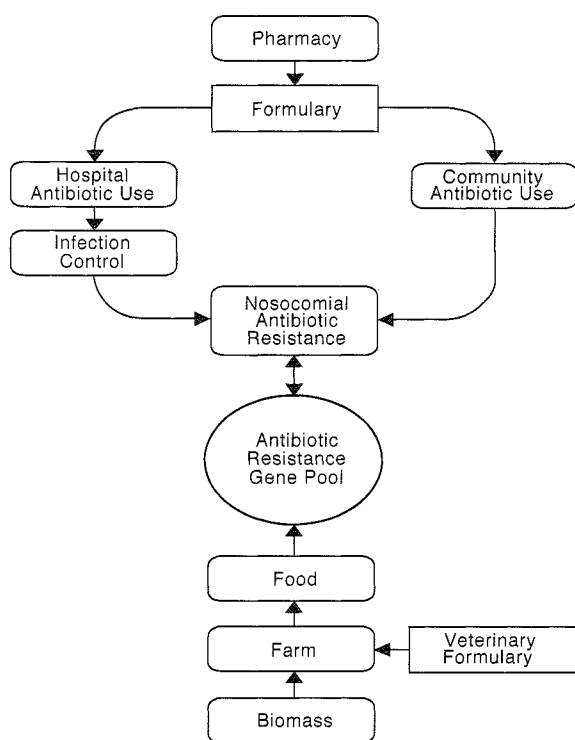 Pharmacy
Formulary
Hospital
Antibiotic Use
Community
Antibiotic Use
Infection
Control
Nosocomial
Antibiotic
Resistance
Antibiotic
Resistance
Gene Pool
Food
Farm
Veterinary
Formulary
Biomass